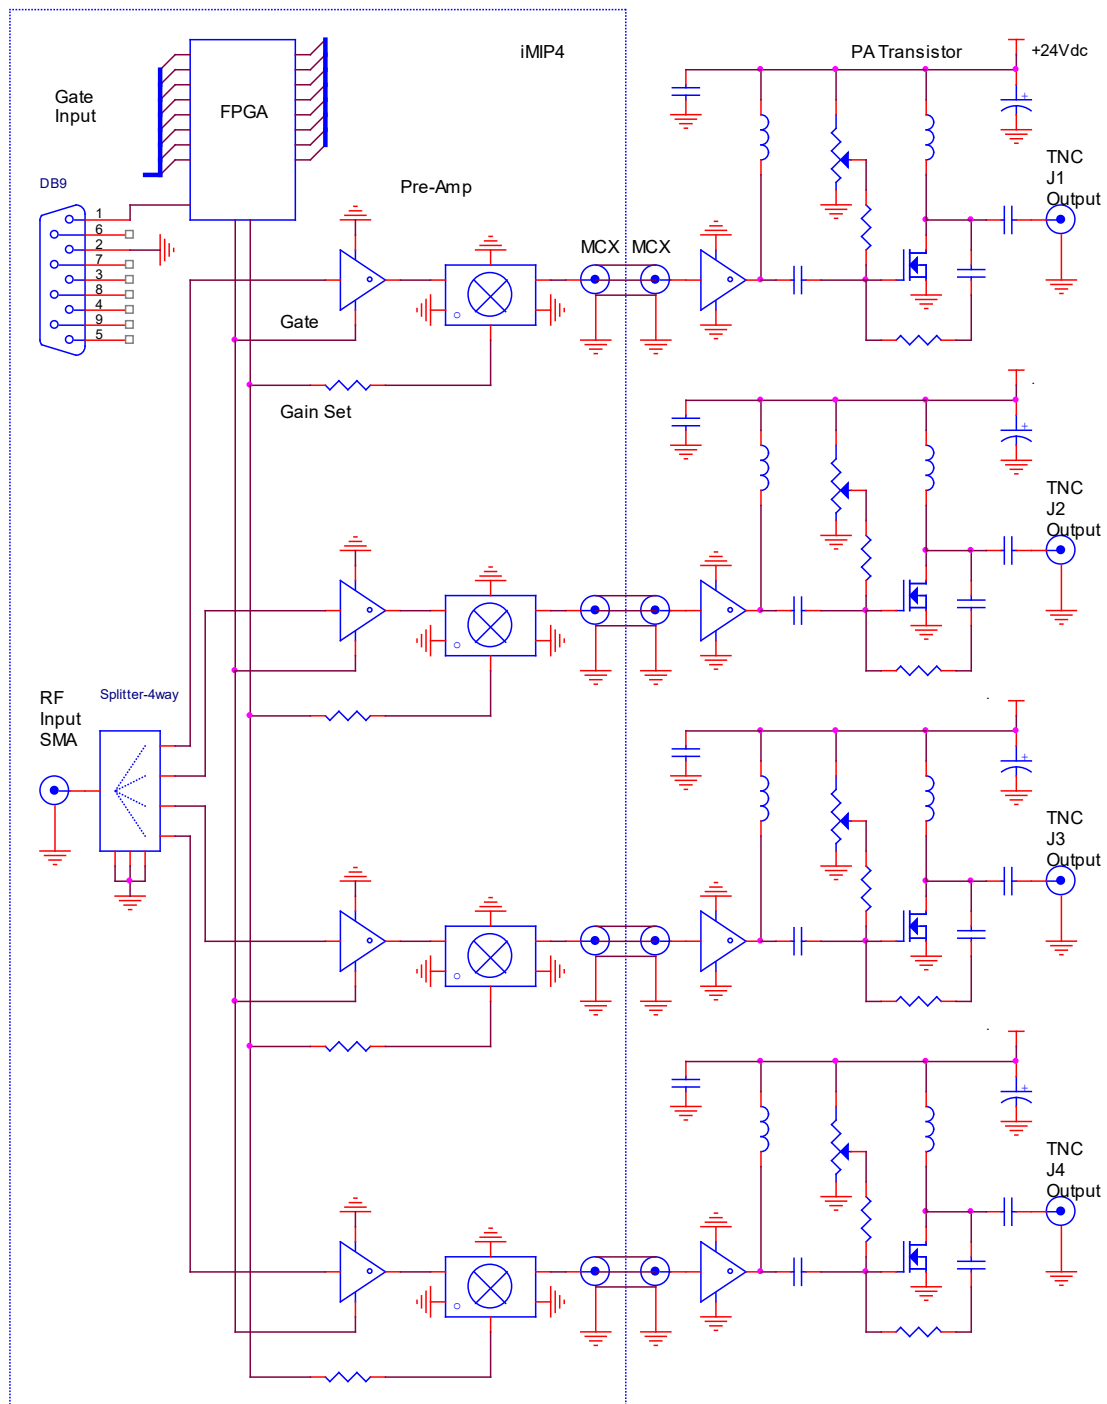 iMIP4
PA Transistor
+24Vdc
Gate
Input
FPGA
TNC
J1
Output
DB9
Pre-Amp
1
6
2
7
3
8
4
9
5
MCX MCX
Gate
Gain Set
TNC
J2
Output
RF
Input
SMA
Splitter-4way
TNC
J3
Output
TNC
J4
Output